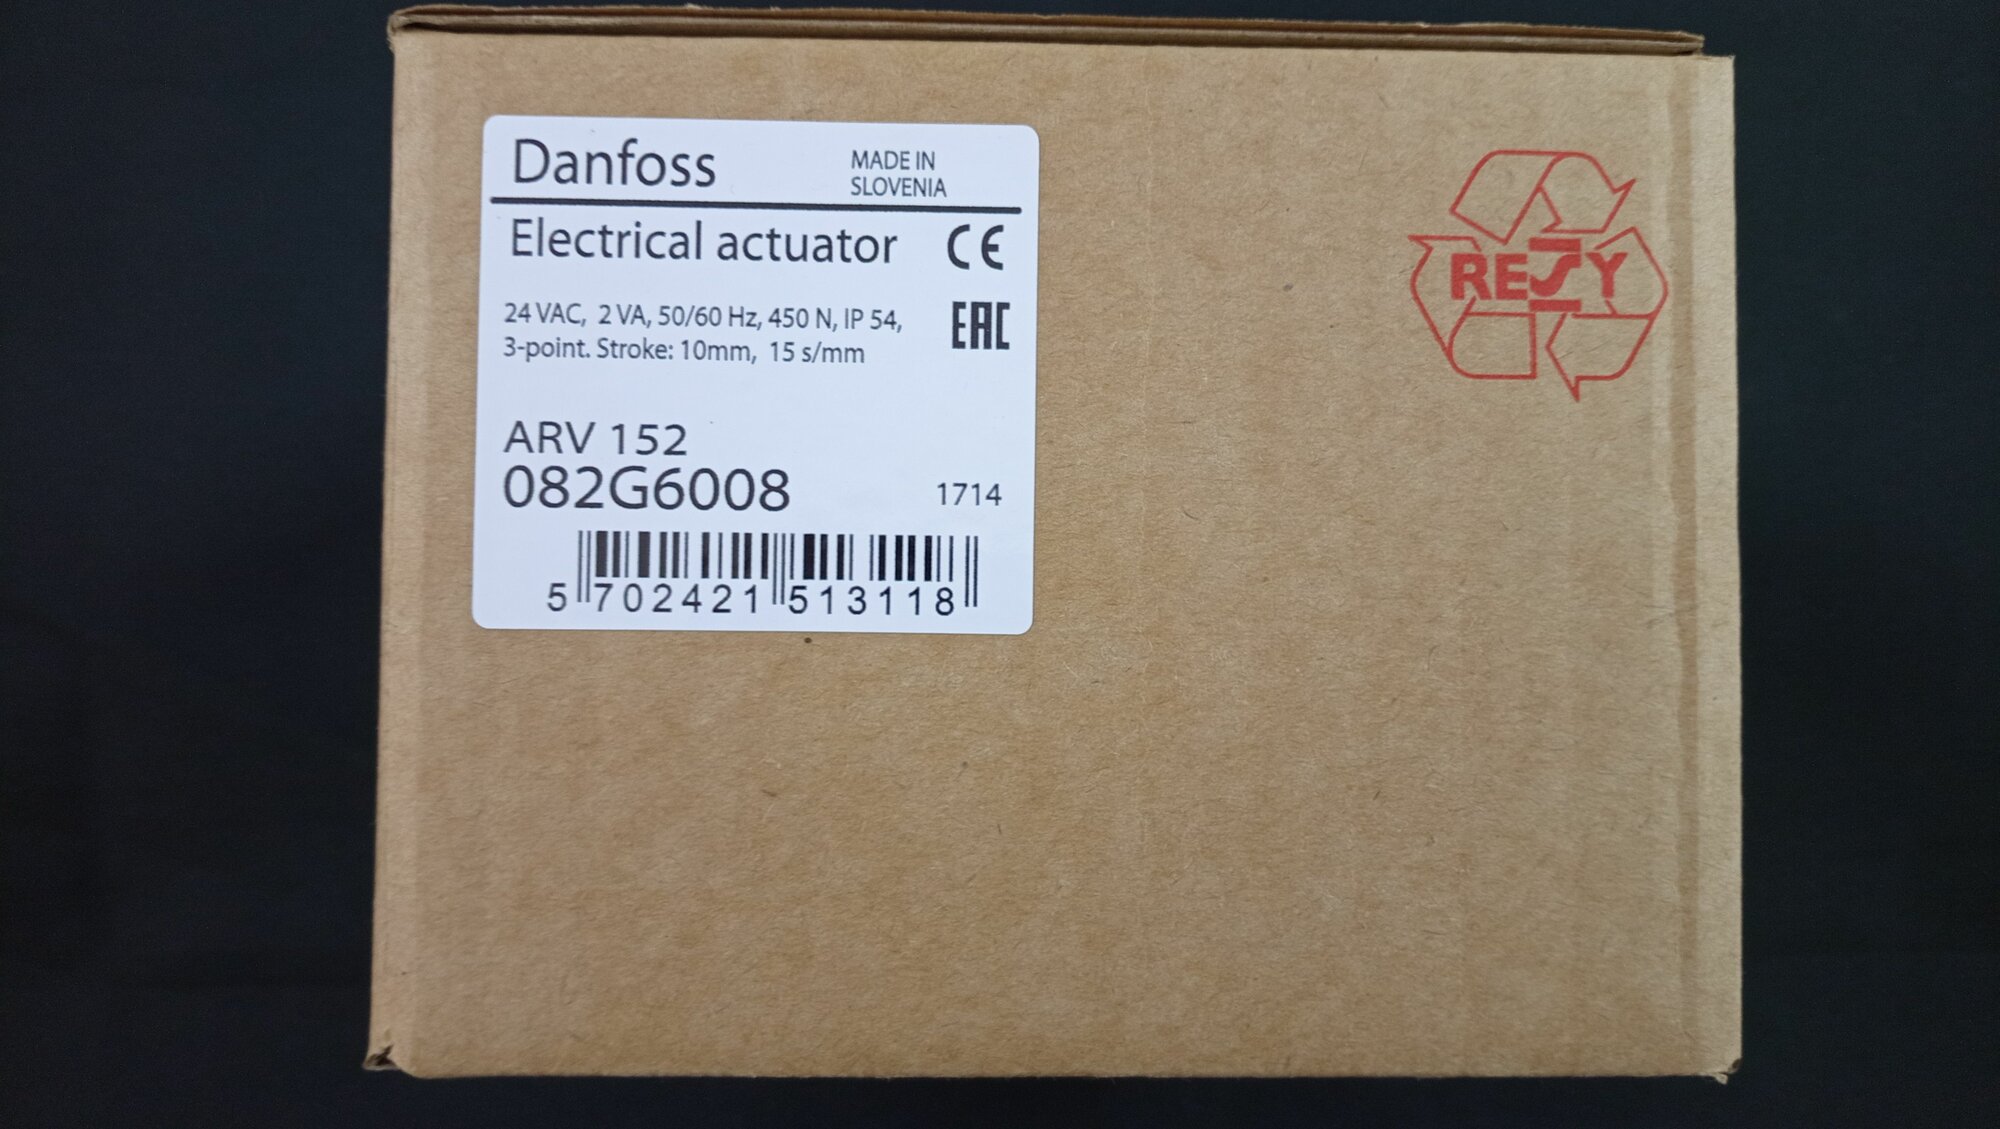 Danfoss
MADE IN
SLOVENIA
Electrical actuator
CE
24 VAC, 2 VA, 50/60 Hz, 450 N, IP 54,
3-point. Stroke: 10mm, 15 s/mm
EAC
ARV 152
082G6008
1714
5 702421 513118
RESY